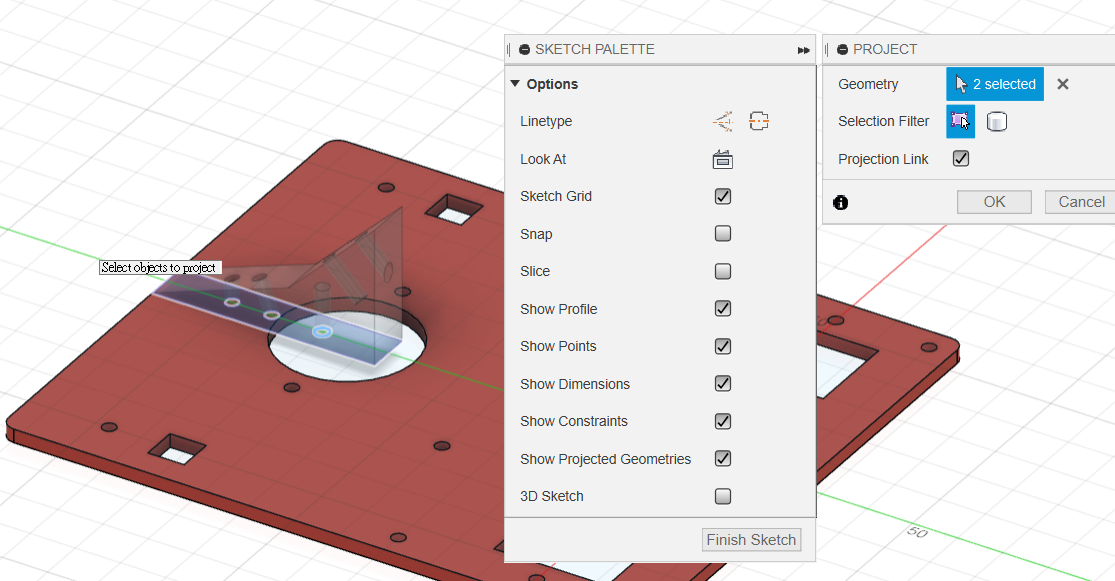 SKETCH PALETTE
Options
Linetype
Look At
Sketch Grid
Snap
Slice
Show Profile
Show Points
Show Dimensions
Show Constraints
Show Projected Geometries
3D Sketch
Finish Sketch
PROJECT
Geometry
2 selected
Selection Filter
Projection Link
OK
Cancel
Select objects to project
50